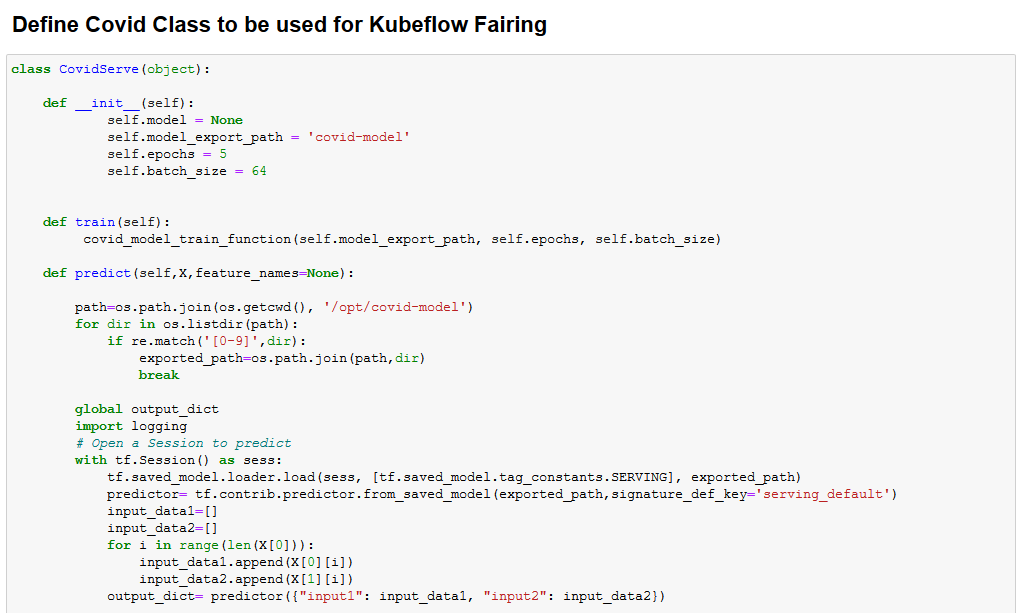 Define Covid Class to be used for Kubeflow Fairing
class CovidServe(object):
def __init__(self):
self.model = None
self.model_export_path = 'covid-model'
self.epochs = 5
self.batch_size = 64
def train(self):
covid_model_train_function(self.model_export_path, self.epochs, self.batch_size)
def predict(self,X,feature_names=None):
path=os.path.join(os.getcwd(), '/opt/covid-model')
for dir in os.listdir(path):
if re.match('[0-9]',dir):
exported_path=os.path.join(path,dir)
break
global output_dict
import logging
# Open a Session to predict
with tf.Session() as sess:
tf.saved_model.loader.load(sess, [tf.saved_model.tag_constants.SERVING], exported_path)
predictor= tf.contrib.predictor.from_saved_model(exported_path,signature_def_key='serving_default')
input_data1=[]
input_data2=[]
for i in range(len(X[0])):
input_data1.append(X[0][i])
input_data2.append(X[1][i])
output_dict= predictor({"input1": input_data1, "input2": input_data2})